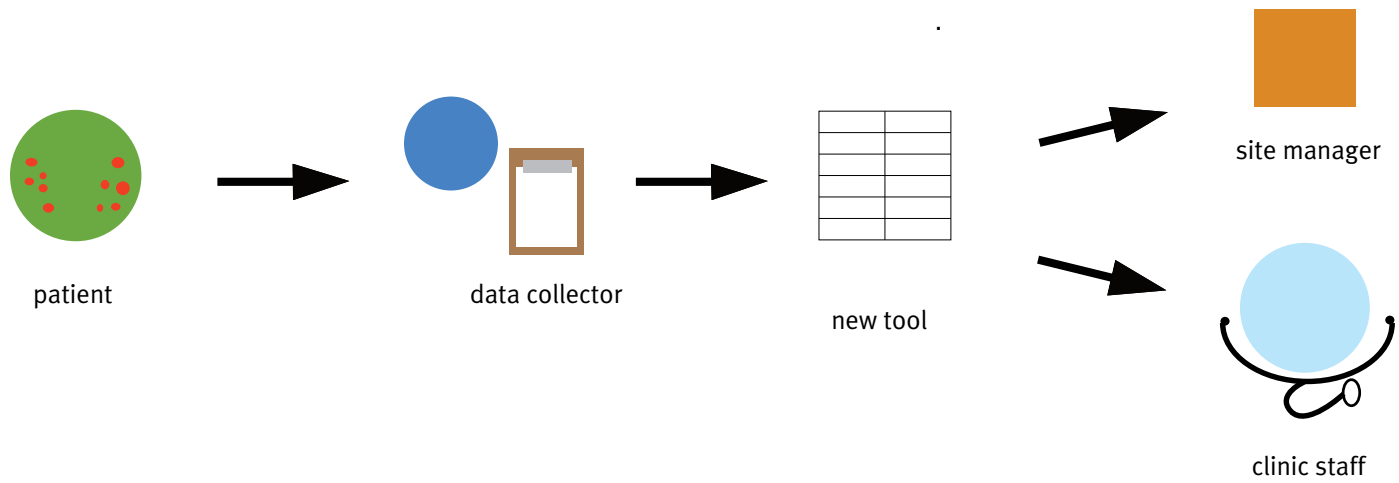 site manager
patient
data collector
new tool
clinic staff